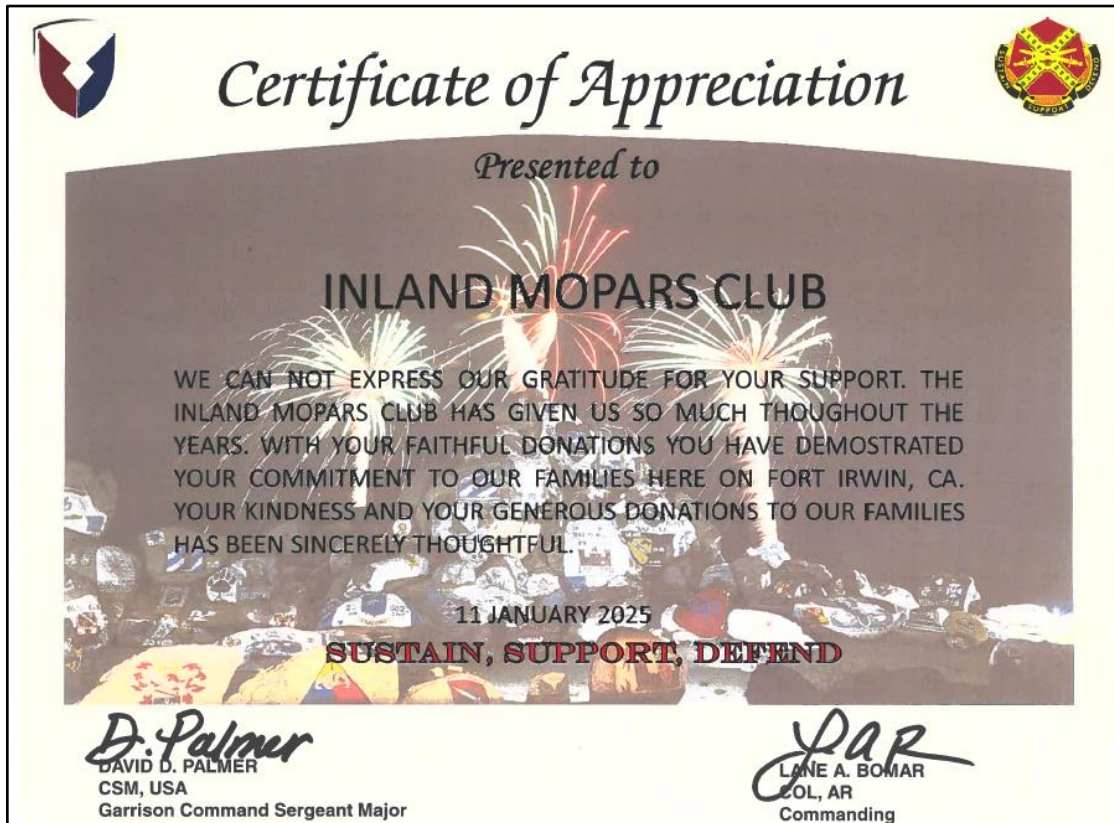 Certificate of Appreciation
SUSTAIN SUPPORT DEFEND
Presented to
INLAND MOPARS CLUB
WE CAN NOT EXPRESS OUR GRATITUDE FOR YOUR SUPPORT. THE
INLAND MOPARS CLUB HAS GIVEN US SO MUCH THOUGHOUT THE
YEARS. WITH YOUR FAITHFUL DONATIONS YOU HAVE DEMOSTRATED
YOUR COMMITMENT TO OUR FAMILIES HERE ON FORT IRWIN, CA.
YOUR KINDNESS AND YOUR GENEROUS DONATIONS TO OUR FAMILIES
HAS BEEN SINCERELY THOUGHTFUL.
11 JANUARY 2025
SUSTAIN, SUPPORT, DEFEND
D. Palmer
DAVID D. PALMER
CSM, USA
Garrison Command Sergeant Major
LANE A. BOMAR
COL, AR
Commanding